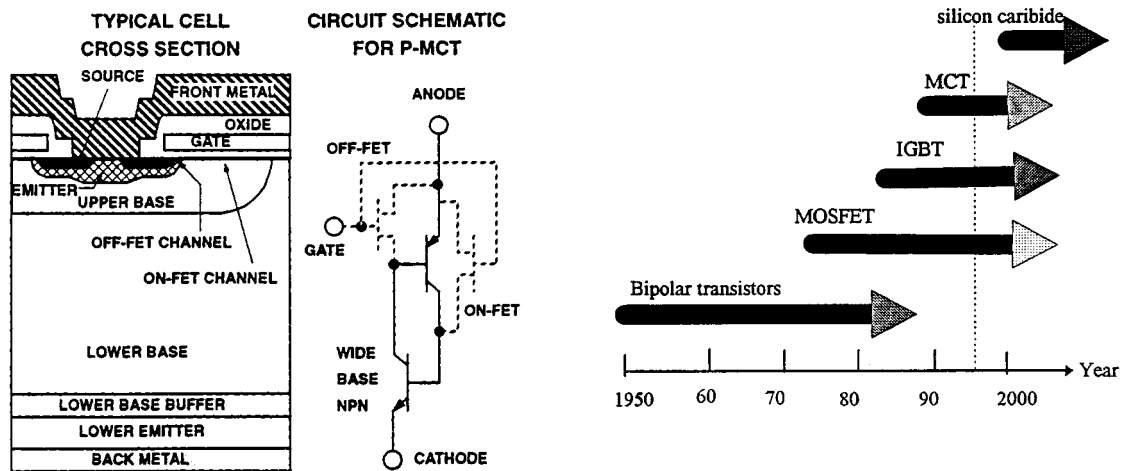 TYPICAL CELL
CROSS SECTION
SOURCE
FRONT METAL
OXIDE
GATE
EMITTER
UPPER BASE
OFF-FET CHANNEL
ON-FET CHANNEL
LOWER BASE
LOWER BASE BUFFER
LOWER EMITTER
BACK METAL
CIRCUIT SCHEMATIC
FOR P-MCT
ANODE
OFF-FET
GATE
ON-FET
WIDE
BASE
NPN
CATHODE
silicon caribide
MCT
IGBT
MOSFET
Bipolar transistors
Year
1950 60 70 80 90 2000